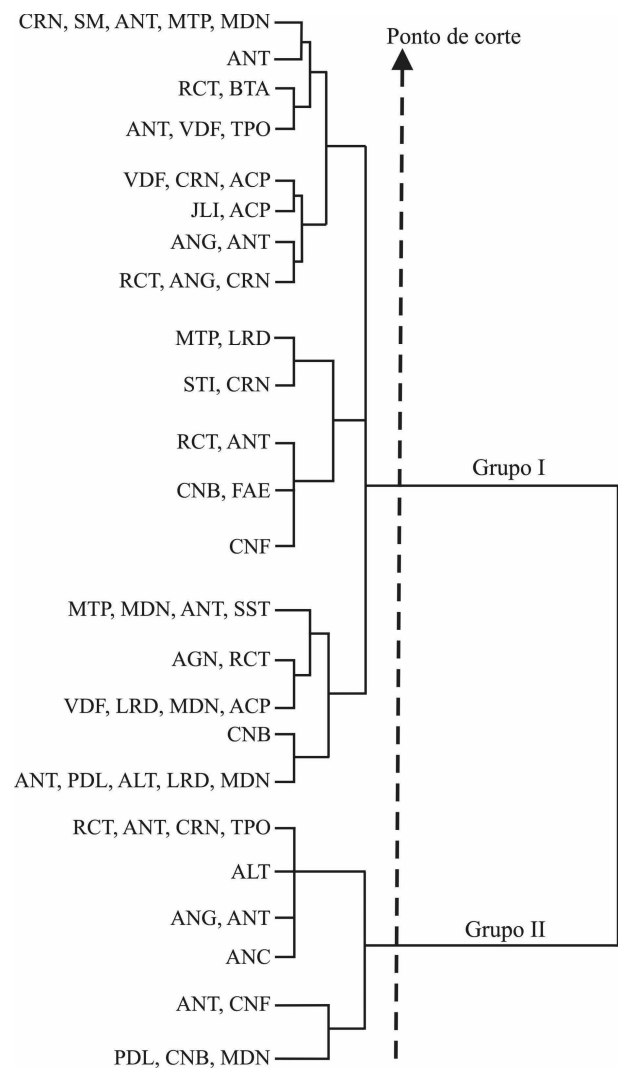 CRN, SM, ANT, MTP, MDN
Ponto de corte
ANT
RCT, BTA
ANT, VDF, TPO
VDF, CRN, ACP
JLI, ACP
ANG, ANT
RCT, ANG, CRN
MTP, LRD
STI, CRN
RCT, ANT
Grupo I
CNB, FAE
CNF
MTP, MDN, ANT, SST
AGN, RCT
VDF, LRD, MDN, ACP
CNB
ANT, PDL, ALT, LRD, MDN
RCT, ANT, CRN, TPO
ALT
ANG, ANT
Grupo II
ANC
ANT, CNF
PDL, CNB, MDN